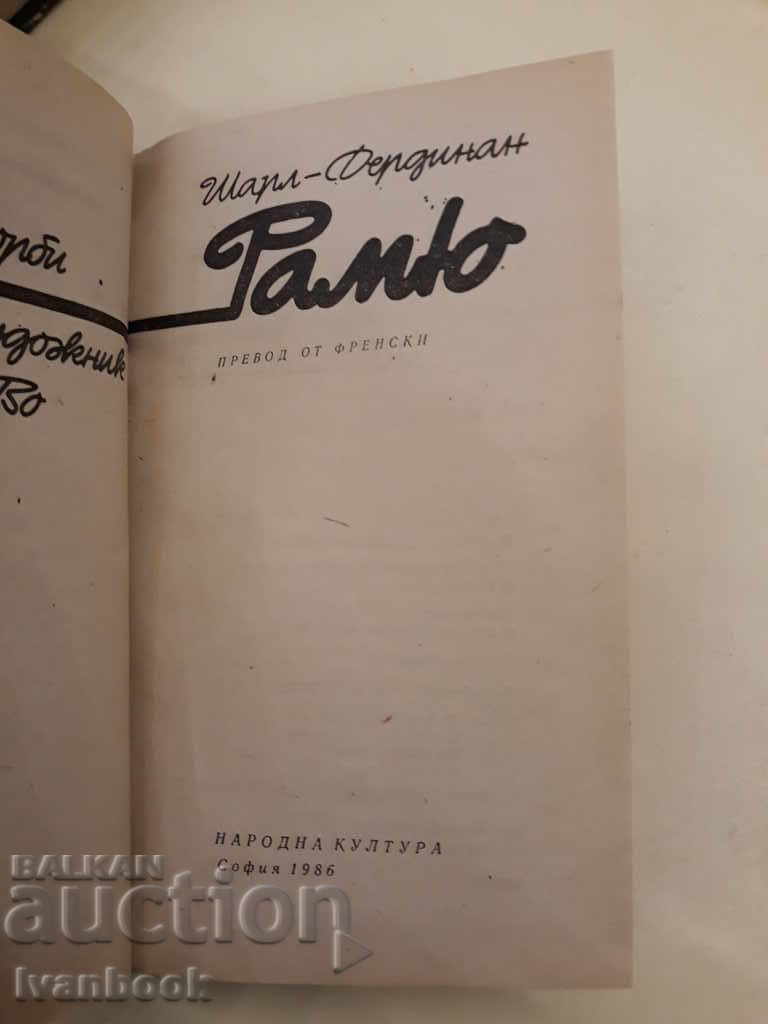 Шарл-Фердинан
Рамю
ПРЕВОД ОТ ФРЕНСКИ
НАРОДНА КУЛТУРА
София 1986
BALKAN
auction
Ivanbook